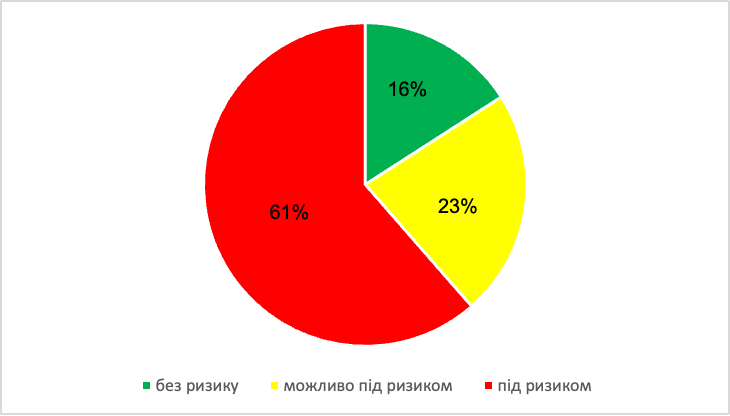 16%
23%
61%
без ризику
можливо під ризиком
під ризиком